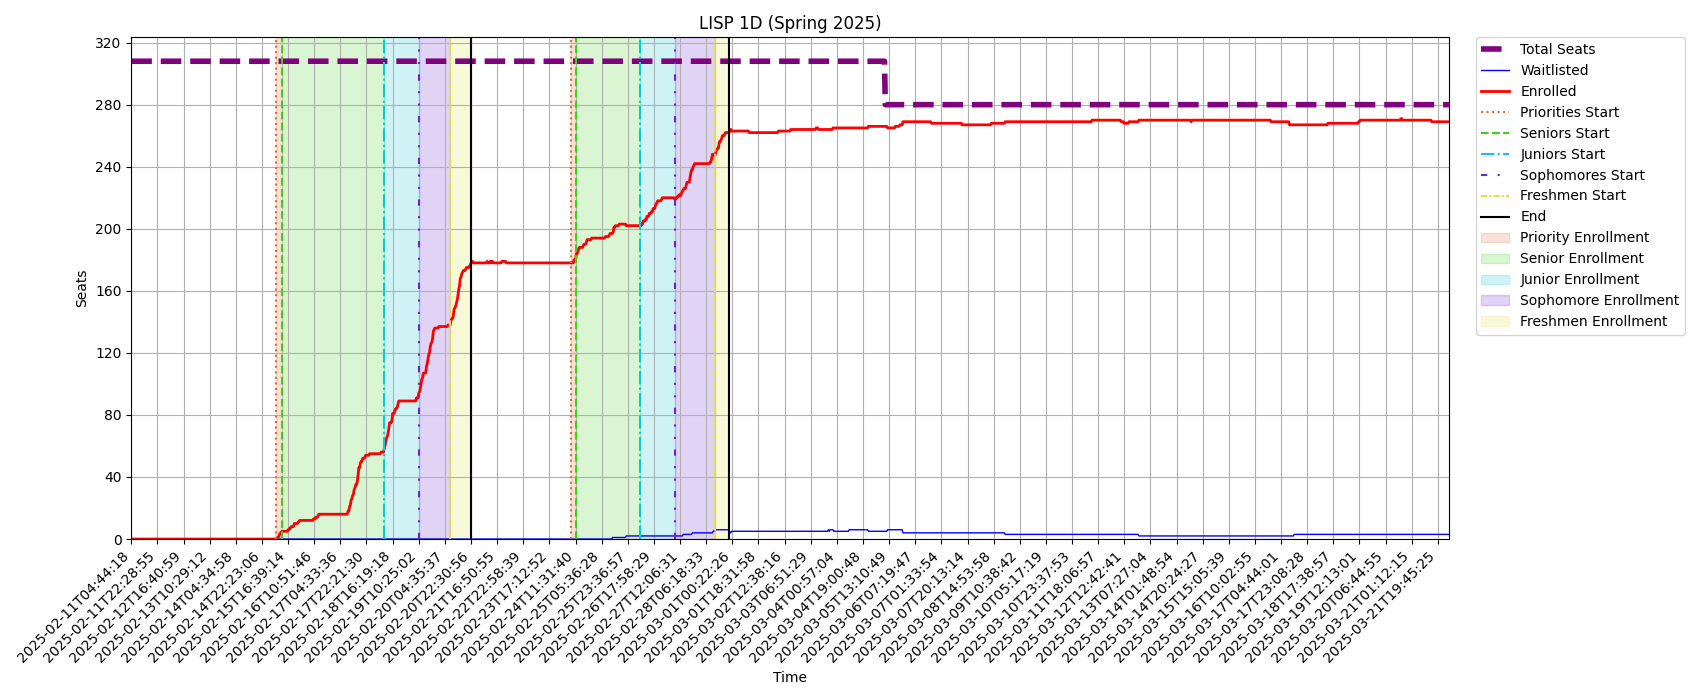 LISP 1D (Spring 2025)
320
280
240
200
160
120
80
40
0
Seats
2025-02-11T04:44:18
2025-02-11T22:28:55
2025-02-12T16:40:59
2025-02-13T10:29:12
2025-02-14T04:34:58
2025-02-14T22:23:06
2025-02-15T16:39:14
2025-02-16T10:51:46
2025-02-17T04:33:36
2025-02-17T22:21:30
2025-02-18T16:19:18
2025-02-19T10:25:02
2025-02-20T04:35:37
2025-02-20T22:30:56
2025-02-21T16:50:55
2025-02-22T22:58:39
2025-02-23T17:12:52
2025-02-24T11:31:40
2025-02-25T05:36:28
2025-02-25T23:36:57
2025-02-26T17:58:29
2025-02-27T12:06:31
2025-02-28T06:18:33
2025-03-01T00:22:26
2025-03-01T18:31:58
2025-03-02T12:38:16
2025-03-03T06:51:29
2025-03-04T00:57:04
2025-03-04T19:00:48
2025-03-05T13:10:49
2025-03-06T07:19:47
2025-03-07T01:33:54
2025-03-07T20:13:14
2025-03-08T14:53:58
2025-03-09T10:38:42
2025-03-10T05:17:19
2025-03-10T23:37:53
2025-03-11T18:06:57
2025-03-12T12:42:41
2025-03-13T07:27:04
2025-03-14T01:48:54
2025-03-14T20:24:27
2025-03-15T15:05:39
2025-03-16T10:02:55
2025-03-17T04:44:01
2025-03-17T23:08:28
2025-03-18T17:38:57
2025-03-19T12:13:01
2025-03-20T06:44:55
2025-03-21T01:12:15
2025-03-21T19:45:25
Time
Total Seats
Waitlisted
Enrolled
Priorities Start
Seniors Start
Juniors Start
Sophomores Start
Freshmen Start
End
Priority Enrollment
Senior Enrollment
Junior Enrollment
Sophomore Enrollment
Freshmen Enrollment